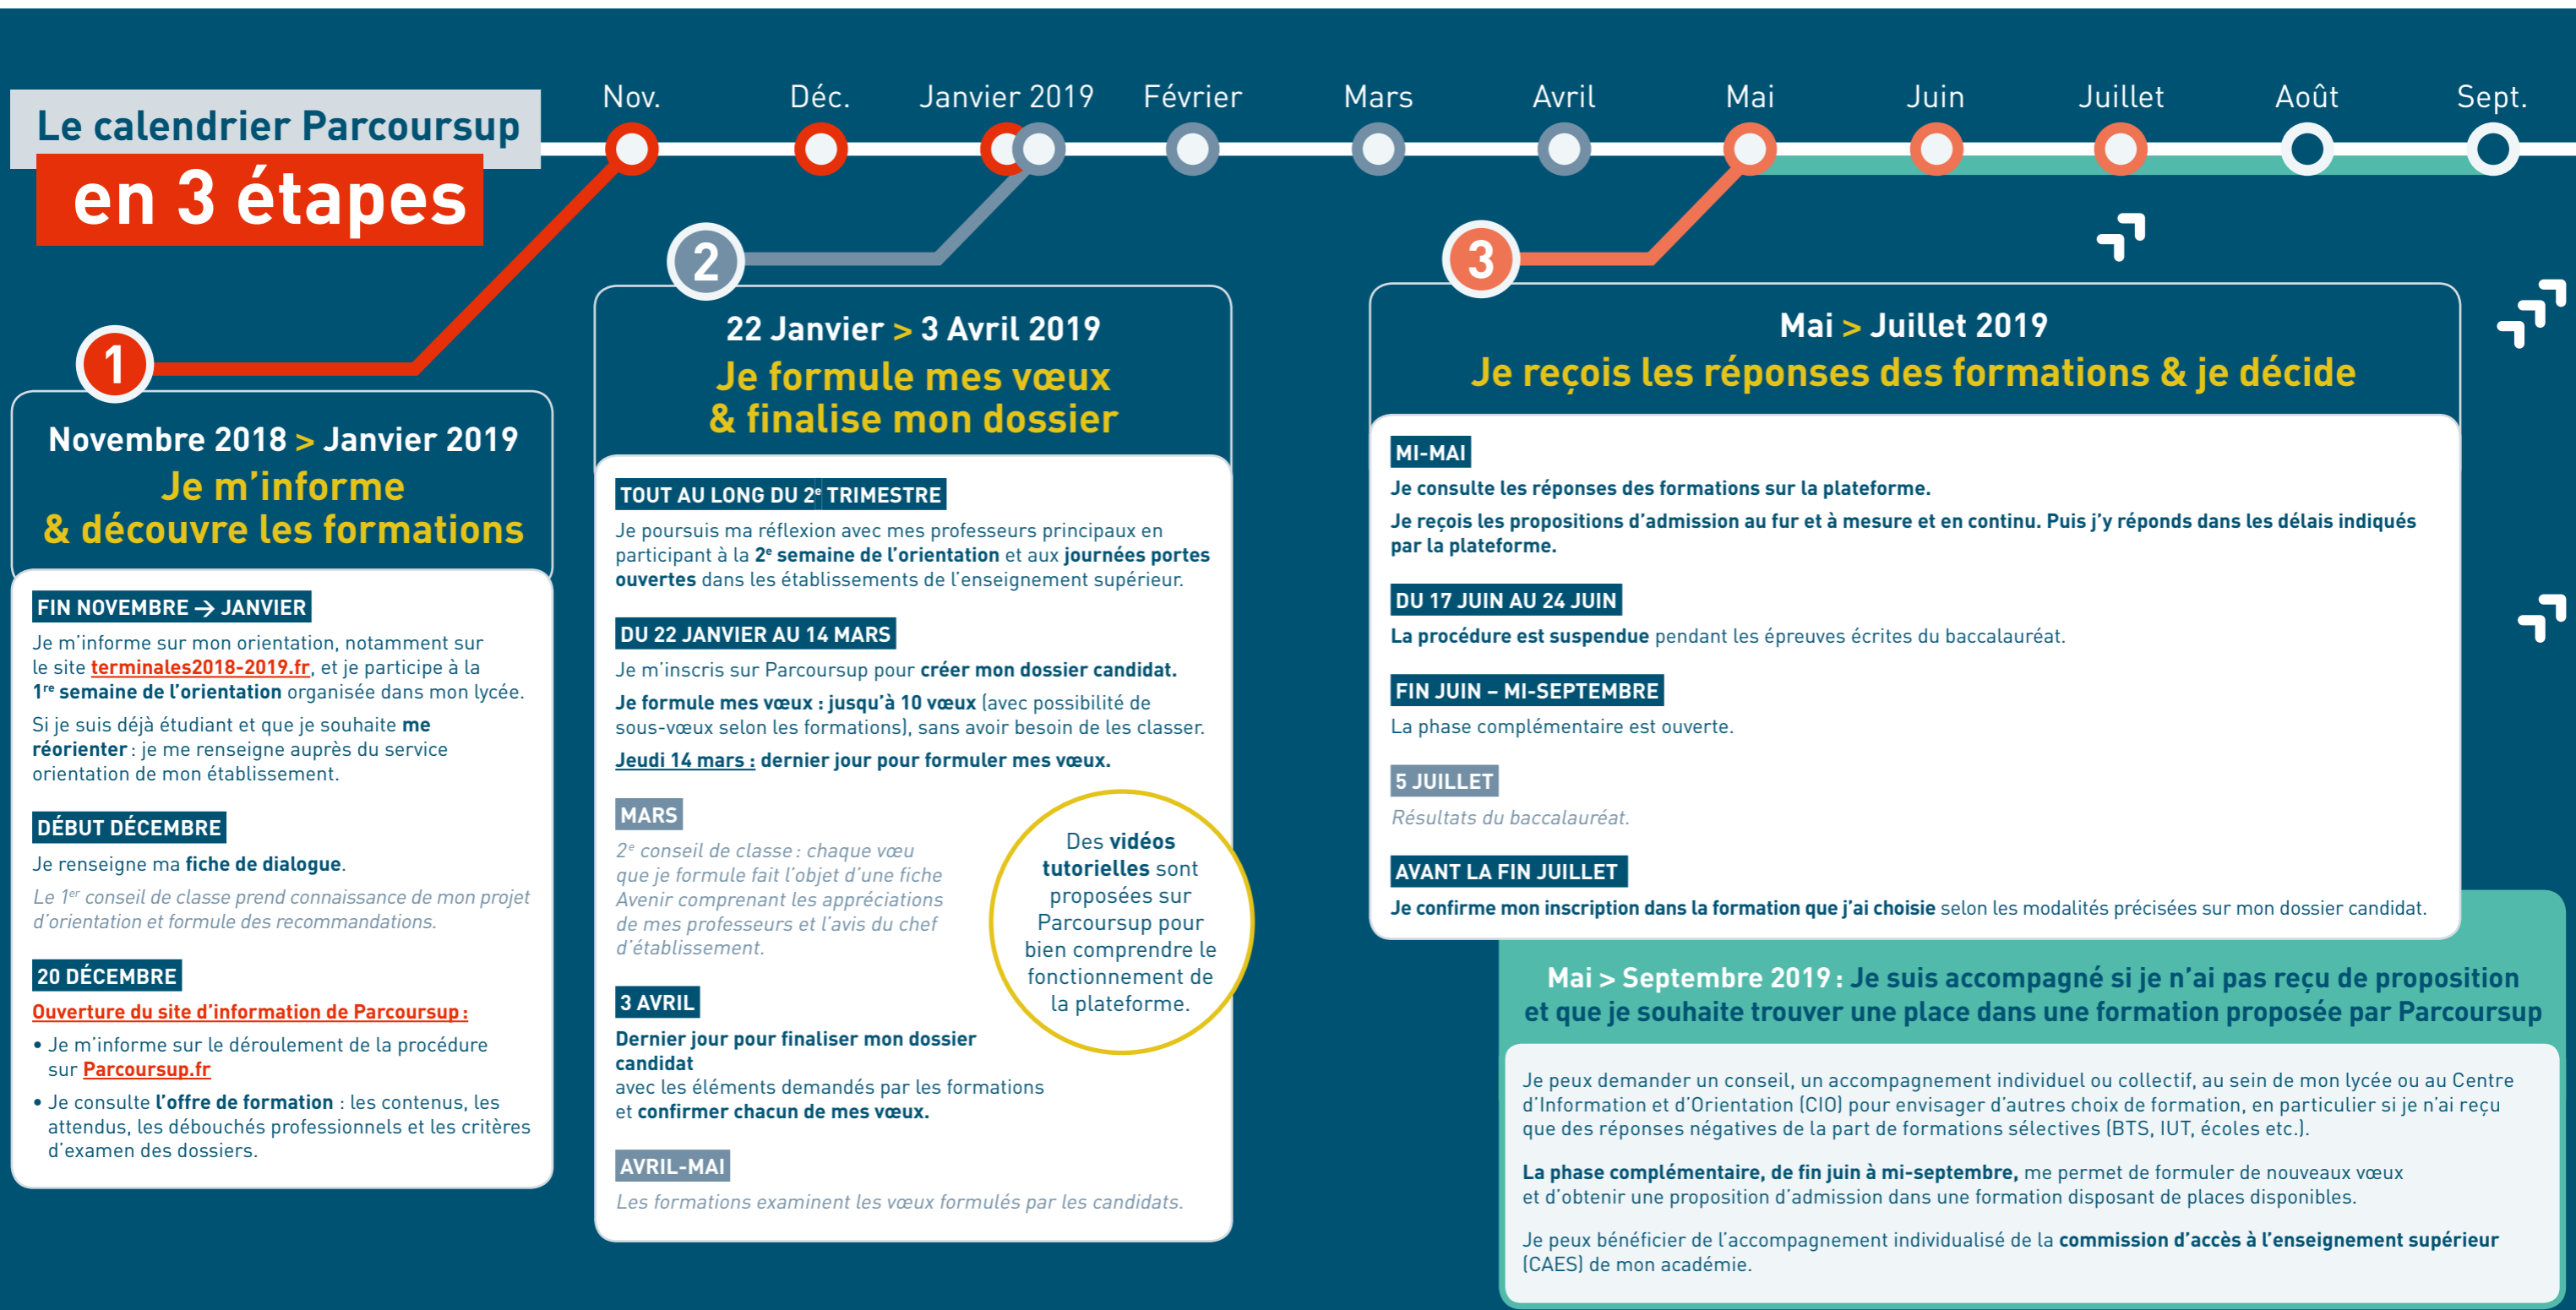 Le calendrier Parcoursup
en 3 étapes
Nov.
Déc.
Janvier 2019
Février
Mars
Avril
Mai
Juin
Juillet
Août
Sept.
1
Novembre 2018 > Janvier 2019
Je m'informe
& découvre les formations
FIN NOVEMBRE → JANVIER
Je m'informe sur mon orientation, notamment sur
le site terminales2018-2019.fr, et je participe à la
1re semaine de l'orientation organisée dans mon lycée.
Si je suis déjà étudiant et que je souhaite me
réorienter : je me renseigne auprès du service
orientation de mon établissement.
DÉBUT DÉCEMBRE
Je renseigne ma fiche de dialogue.
Le 1er conseil de classe prend connaissance de mon projet
d'orientation et formule des recommandations.
20 DÉCEMBRE
Ouverture du site d'information de Parcoursup :
• Je m'informe sur le déroulement de la procédure
sur Parcoursup.fr
• Je consulte l'offre de formation : les contenus, les
attendus, les débouchés professionnels et les critères
d'examen des dossiers.
2
22 Janvier > 3 Avril 2019
Je formule mes vœux
& finalise mon dossier
TOUT AU LONG DU 2e TRIMESTRE
Je poursuis ma réflexion avec mes professeurs principaux en
participant à la 2e semaine de l'orientation et aux journées portes
ouvertes dans les établissements de l'enseignement supérieur.
DU 22 JANVIER AU 14 MARS
Je m'inscris sur Parcoursup pour créer mon dossier candidat.
Je formule mes vœux : jusqu'à 10 vœux (avec possibilité de
sous-vœux selon les formations), sans avoir besoin de les classer.
Jeudi 14 mars : dernier jour pour formuler mes vœux.
MARS
2e conseil de classe : chaque vœu
que je formule fait l'objet d'une fiche
Avenir comprenant les appréciations
de mes professeurs et l'avis du chef
d'établissement.
Des vidéos
tutorielles sont
proposées sur
Parcoursup pour
bien comprendre le
fonctionnement de
la plateforme.
3 AVRIL
Dernier jour pour finaliser mon dossier
candidat
avec les éléments demandés par les formations
et confirmer chacun de mes vœux.
AVRIL-MAI
Les formations examinent les vœux formulés par les candidats.
3
Mai > Juillet 2019
Je reçois les réponses des formations & je décide
MI-MAI
Je consulte les réponses des formations sur la plateforme.
Je reçois les propositions d'admission au fur et à mesure et en continu. Puis j'y réponds dans les délais indiqués
par la plateforme.
DU 17 JUIN AU 24 JUIN
La procédure est suspendue pendant les épreuves écrites du baccalauréat.
FIN JUIN – MI-SEPTEMBRE
La phase complémentaire est ouverte.
5 JUILLET
Résultats du baccalauréat.
AVANT LA FIN JUILLET
Je confirme mon inscription dans la formation que j'ai choisie selon les modalités précisées sur mon dossier candidat.
Mai > Septembre 2019 : Je suis accompagné si je n'ai pas reçu de proposition
et que je souhaite trouver une place dans une formation proposée par Parcoursup
Je peux demander un conseil, un accompagnement individuel ou collectif, au sein de mon lycée ou au Centre
d'Information et d'Orientation (CIO) pour envisager d'autres choix de formation, en particulier si je n'ai reçu
que des réponses négatives de la part de formations sélectives (BTS, IUT, écoles etc.).
La phase complémentaire, de fin juin à mi-septembre, me permet de formuler de nouveaux vœux
et d'obtenir une proposition d'admission dans une formation disposant de places disponibles.
Je peux bénéficier de l'accompagnement individualisé de la commission d'accès à l'enseignement supérieur
(CAES) de mon académie.